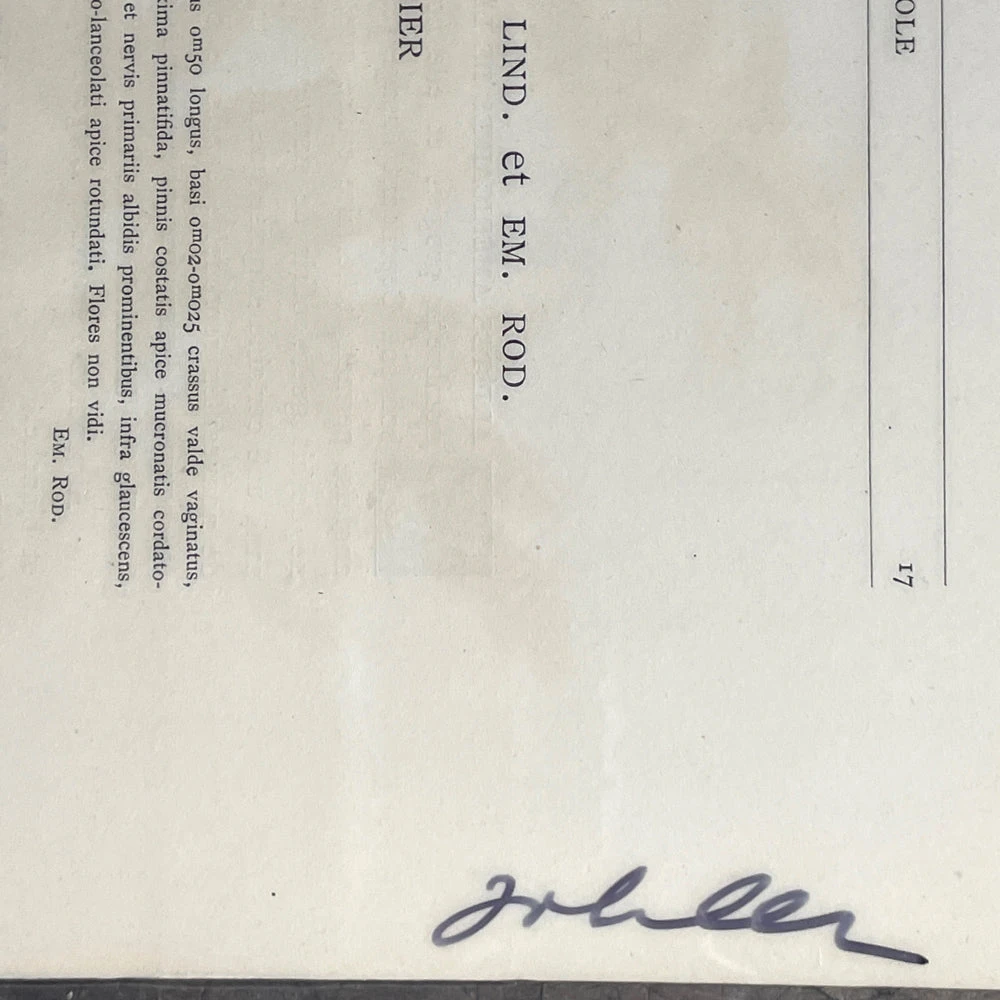 OLE 17
LIND. et EM. ROD.
IER
s 0m50 longus, basi 0m02-0m025 crassus valde vaginatus,
ima pinnatifida, pinnis costatis apice mucronatis cordato-
et nervis primariis albidis prominentibus, infra glaucescens,
o-lanceolati apice rotundati. Flores non vidi.
EM. ROD.